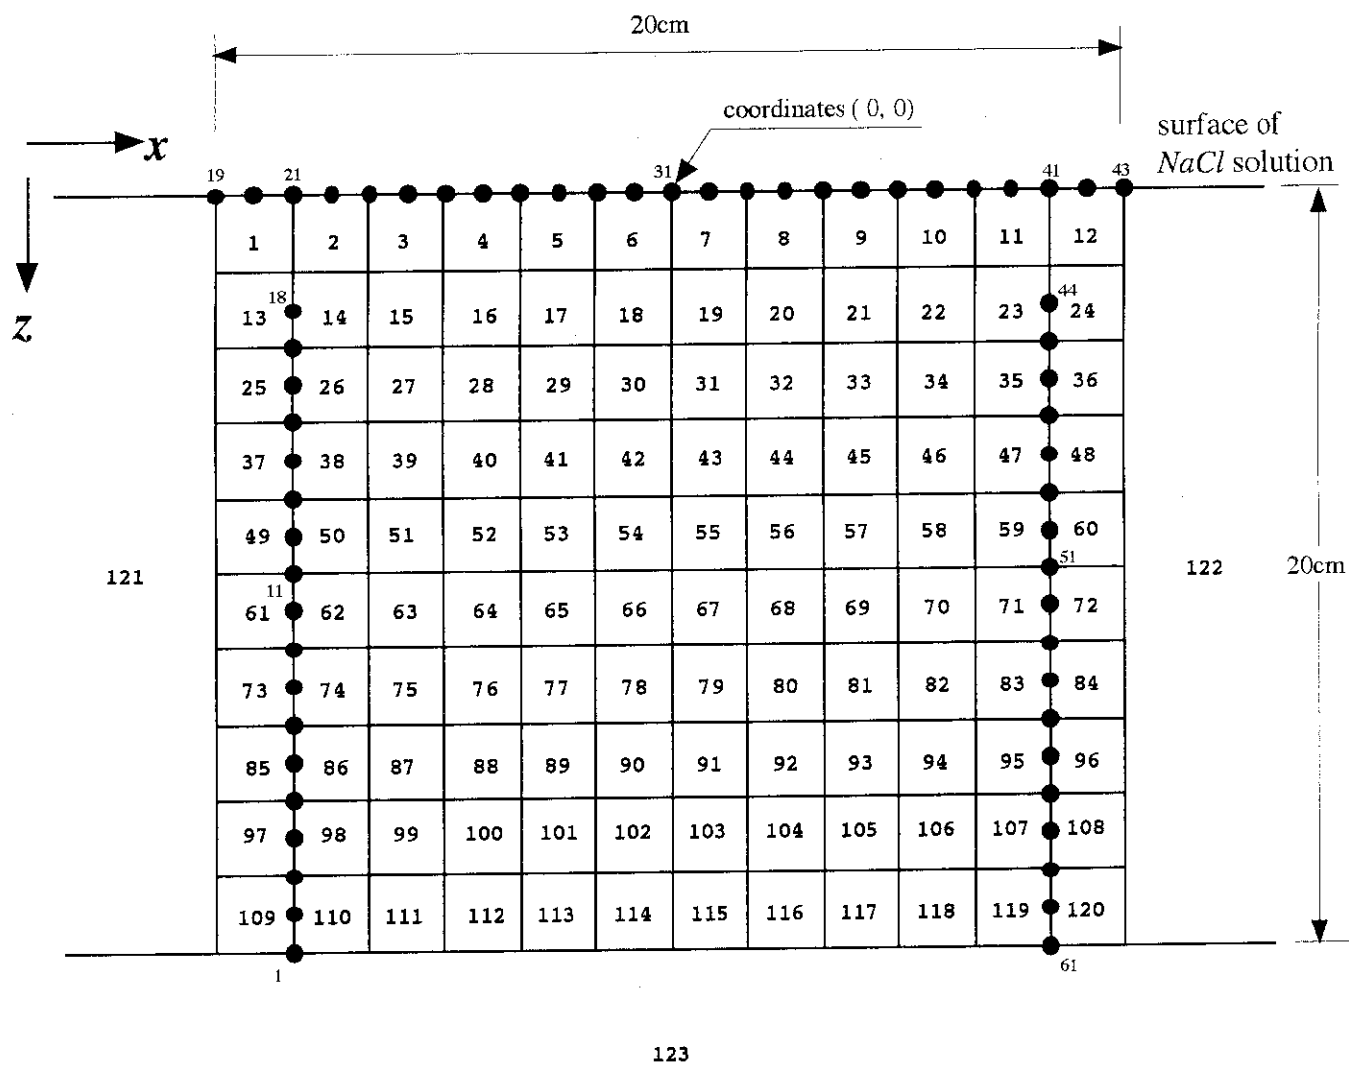 20cm
coordinates ( 0, 0)
surface of
NaCl solution
x
z
19 21 31 41 43
1 2 3 4 5 6 7 8 9 10 11 12
18 44
13 14 15 16 17 18 19 20 21 22 23 24
25 26 27 28 29 30 31 32 33 34 35 36
37 38 39 40 41 42 43 44 45 46 47 48
49 50 51 52 53 54 55 56 57 58 59 60
51
121 122 20cm
11
61 62 63 64 65 66 67 68 69 70 71 72
73 74 75 76 77 78 79 80 81 82 83 84
85 86 87 88 89 90 91 92 93 94 95 96
97 98 99 100 101 102 103 104 105 106 107 108
109 110 111 112 113 114 115 116 117 118 119 120
1 61
123